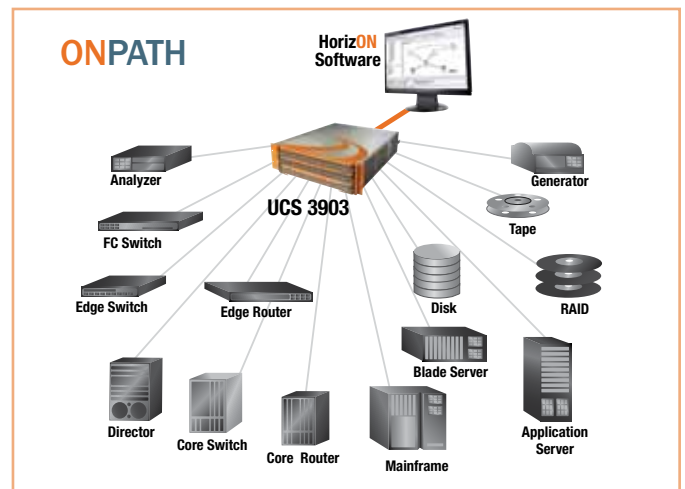 ONPATH
HorizON
Software
UCS 3903
Analyzer
Generator
FC Switch
Tape
Edge Switch
Edge Router
Disk
RAID
Blade Server
Director
Core Switch
Core Router
Mainframe
Application
Server